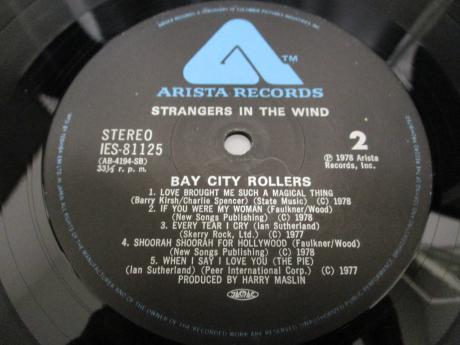 TM
ARISTA RECORDS
STRANGERS IN THE WIND
STEREO
IES-81125
(AB-4194-SB)
33⅓ r. p. m.
2
Ⓟ 1978 Arista
Records, Inc.
BAY CITY ROLLERS
1. LOVE BROUGHT ME SUCH A MAGICAL THING
(Barry Kirsh/Charlie Spencer) (State Music) (C) 1978
2. IF YOU WERE MY WOMAN (Faulkner/Wood)
(New Songs Publishing) (C) 1978
3. EVERY TEAR I CRY (Ian Sutherland)
(Skerry Rock, Ltd.) (C) 1977
4. SHOORAH SHOORAH FOR HOLLYWOOD (Faulkner/Wood)
(New Songs Publishing) (C) 1978
5. WHEN I SAY I LOVE YOU (THE PIE)
(Ian Sutherland) (Peer International Corp.) (C) 1977
PRODUCED BY HARRY MASLIN
JASRAC